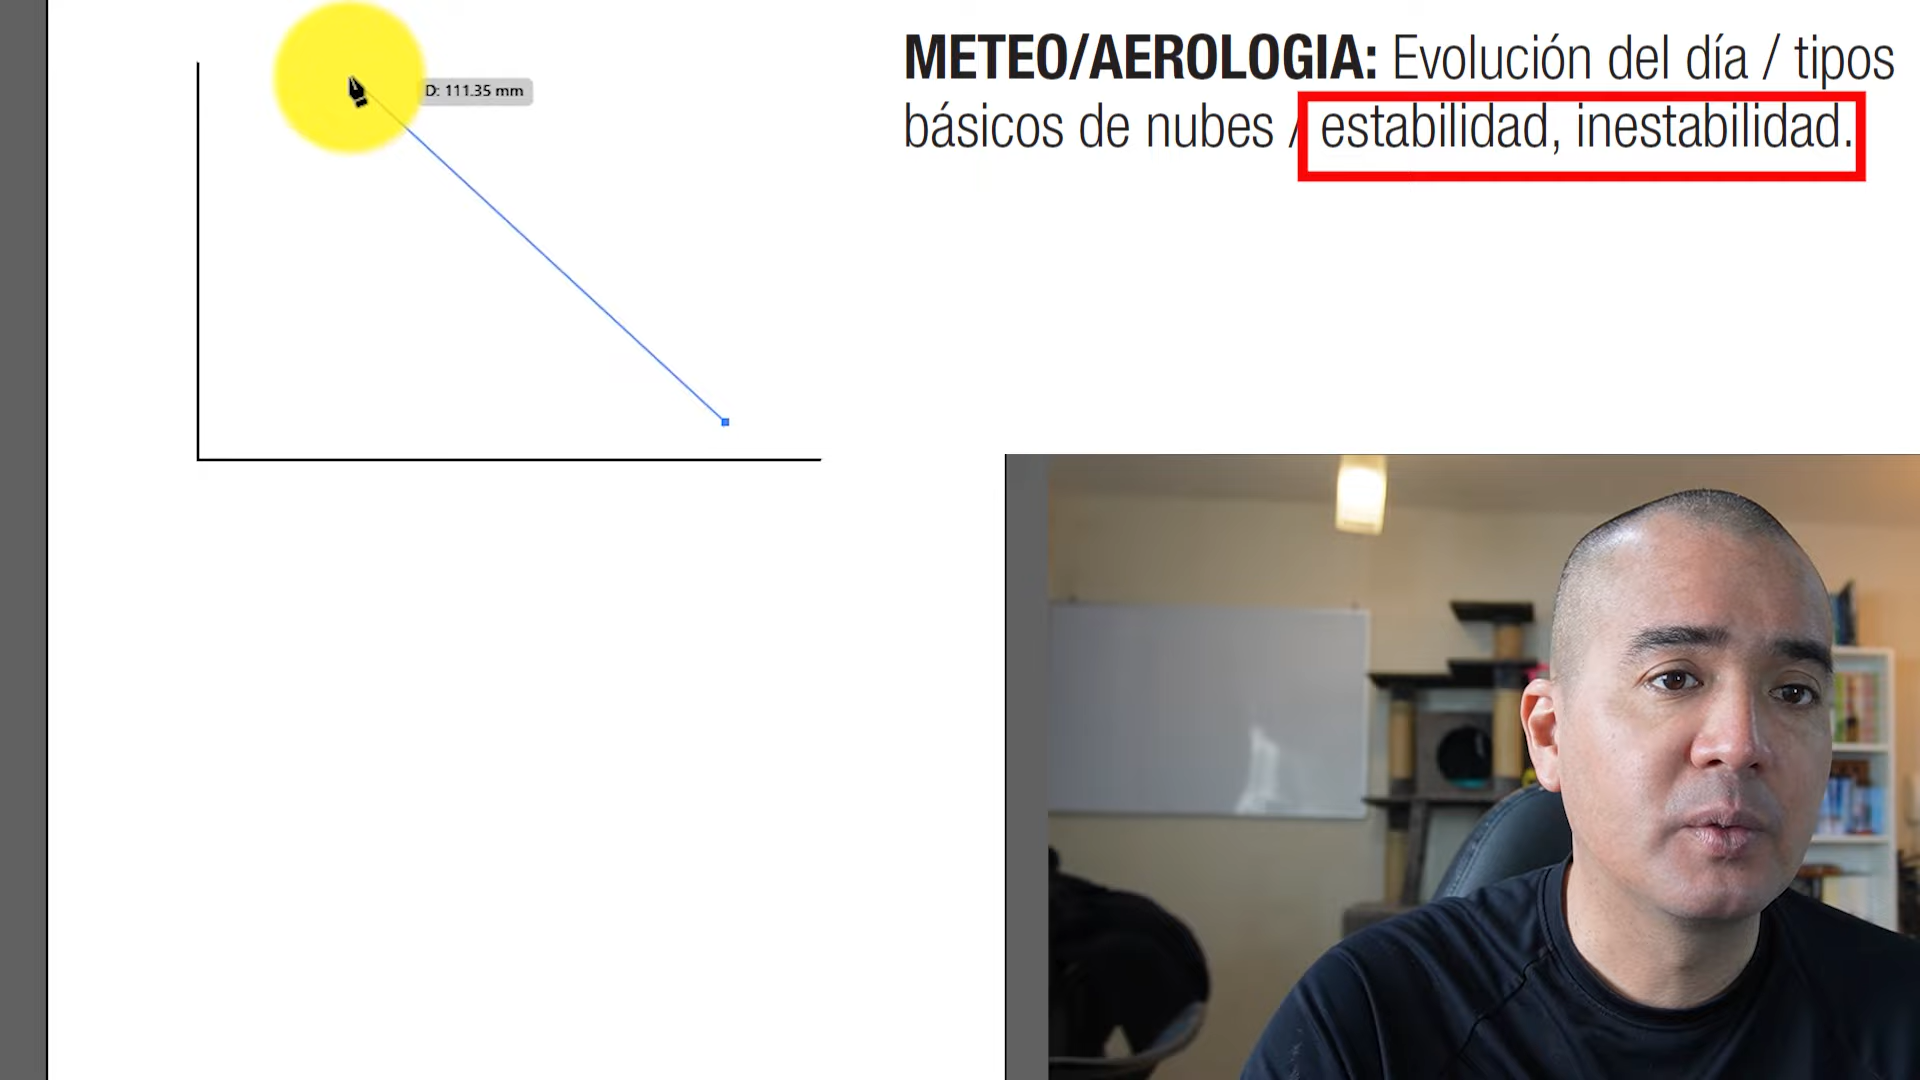 METEO/AEROLOGIA: Evolución del día / tipos
básicos de nubes / estabilidad, inestabilidad.
D: 111.35 mm